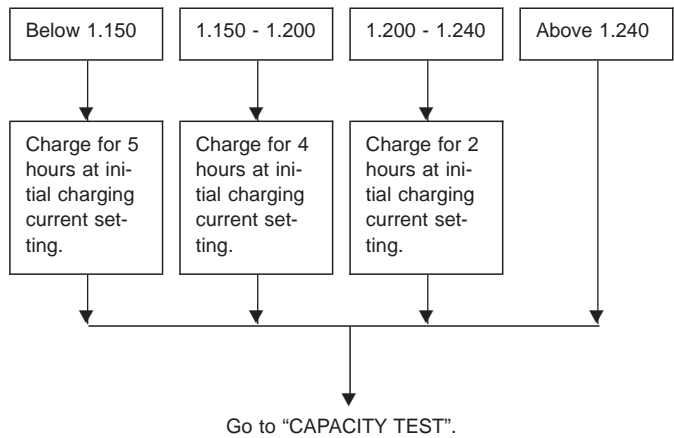 Below 1.150
1.150 - 1.200
1.200 - 1.240
Above 1.240
Charge for 5
hours at ini-
tial charging
current set-
ting.
Charge for 4
hours at ini-
tial charging
current set-
ting.
Charge for 2
hours at ini-
tial charging
current set-
ting.
Go to “CAPACITY TEST”.